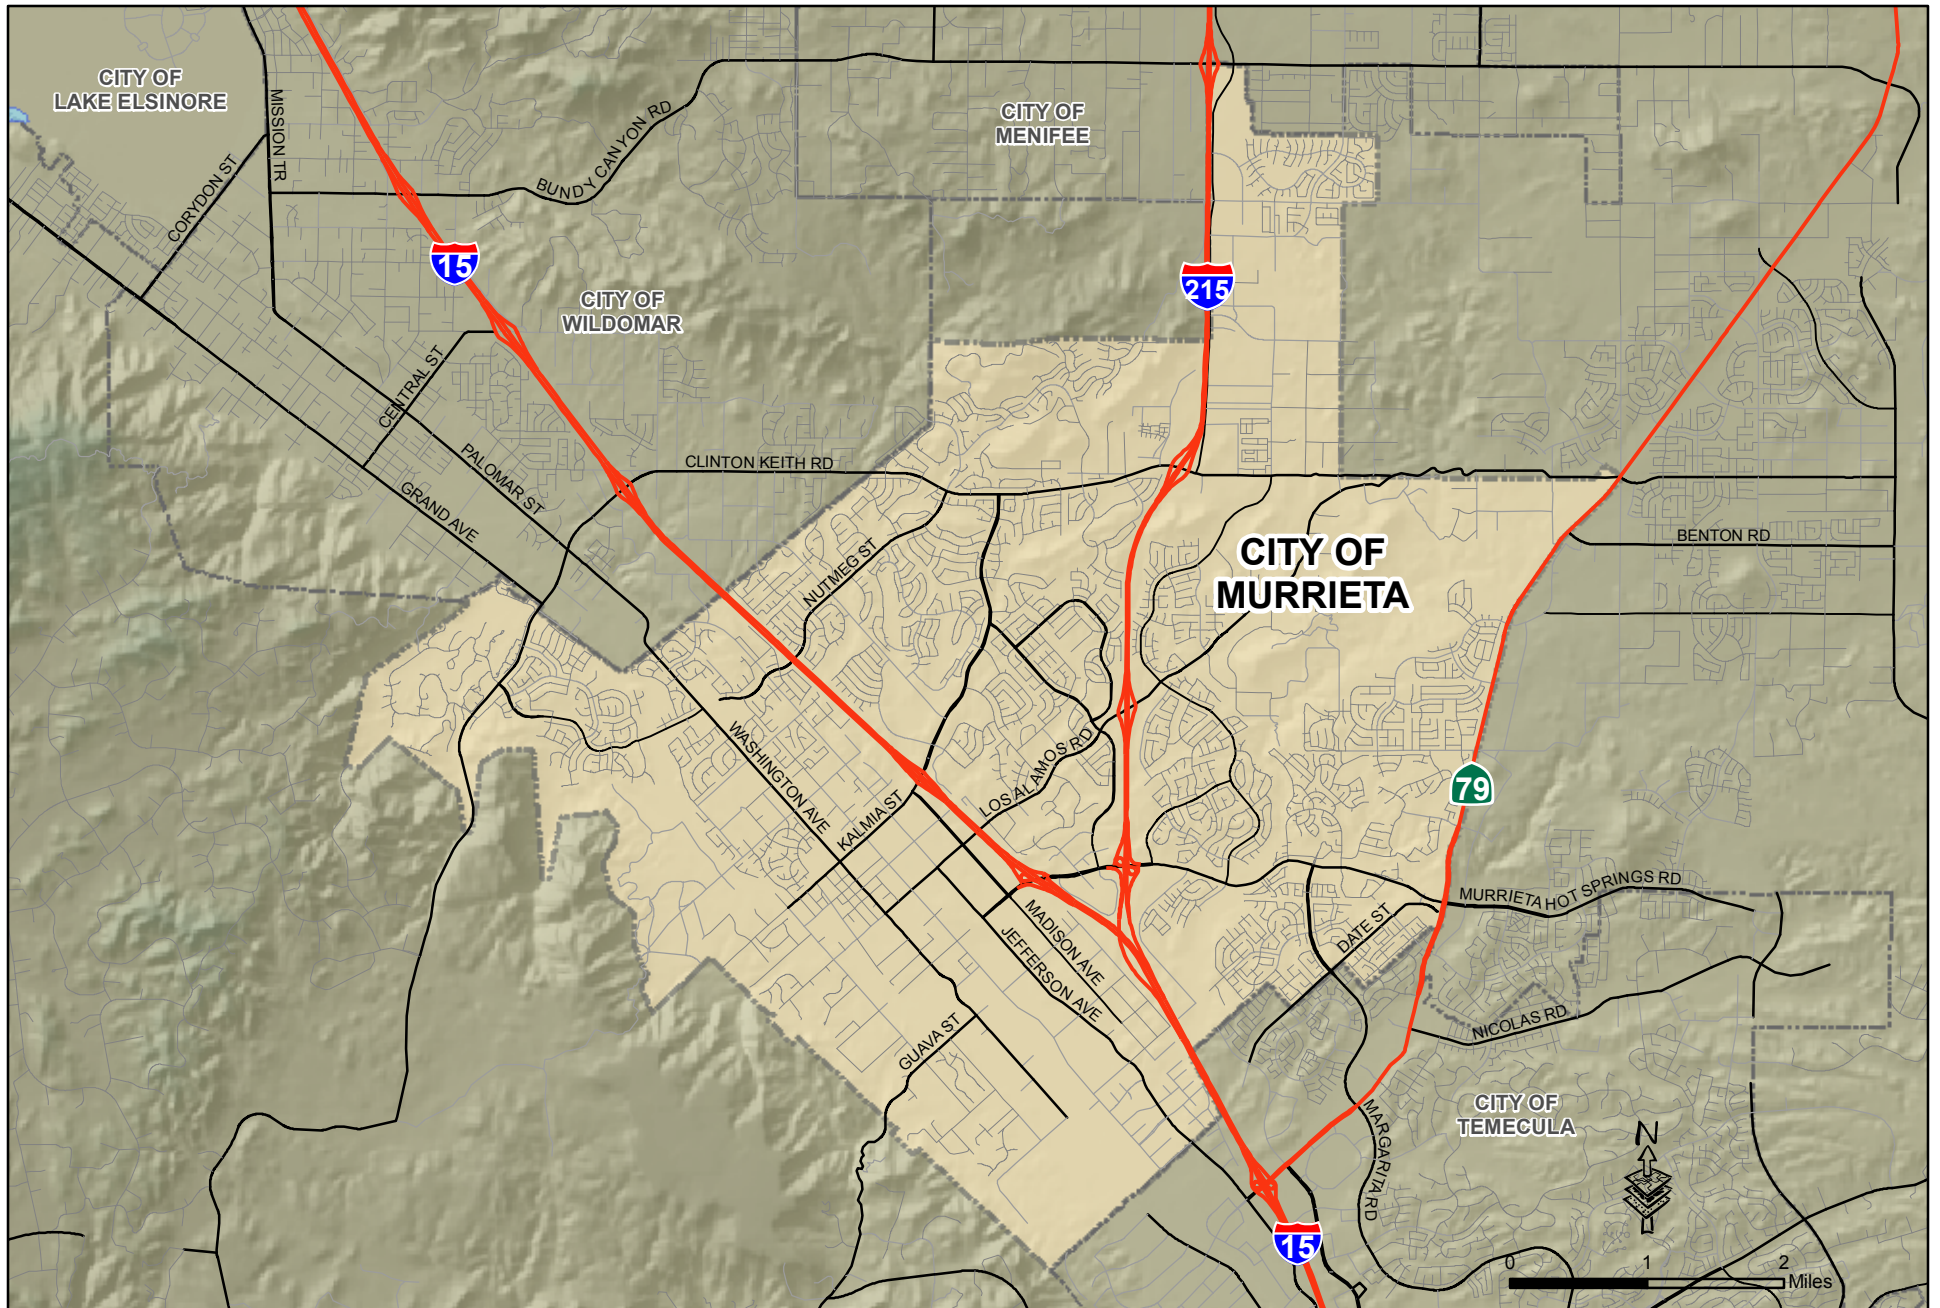 CITY OF
LAKE ELSINORE
MISSION TR
CORYDON ST
BUNDY CANYON RD
CITY OF
MENIFEE
15
215
CITY OF
WILDOMAR
CENTRAL ST
PALOMAR ST
GRAND AVE
CLINTON KEITH RD
NUTMEG ST
CITY OF
MURRIETA
BENTON RD
WASHINGTON AVE
KALMIA ST
LOS ALAMOS RD
79
MURRIETA HOT SPRINGS RD
MADISON AVE
JEFFERSON AVE
DATE ST
GUAVA ST
NICOLAS RD
CITY OF
TEMECULA
MARGARITA RD
N
15
0 1 2
Miles